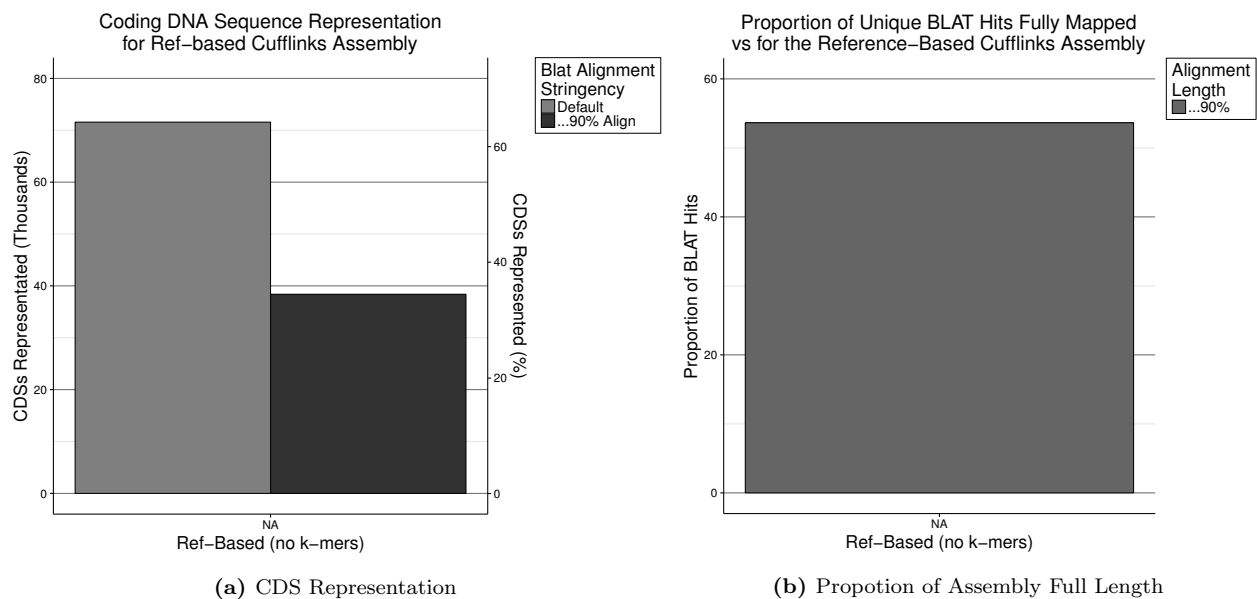 Coding DNA Sequence Representation
for Ref−based Cufflinks Assembly
CDSs Representated (Thousands)
80
60
40
20
0
60
40
20
0
CDSs Represented (%)
NA
Ref−Based (no k−mers)
Blat Alignment
Stringency
Default
...90% Align
(a) CDS Representation
Proportion of Unique BLAT Hits Fully Mapped
vs for the Reference−Based Cufflinks Assembly
Proportion of BLAT Hits
60
40
20
0
NA
Ref−Based (no k−mers)
Alignment
Length
...90%
(b) Propotion of Assembly Full Length